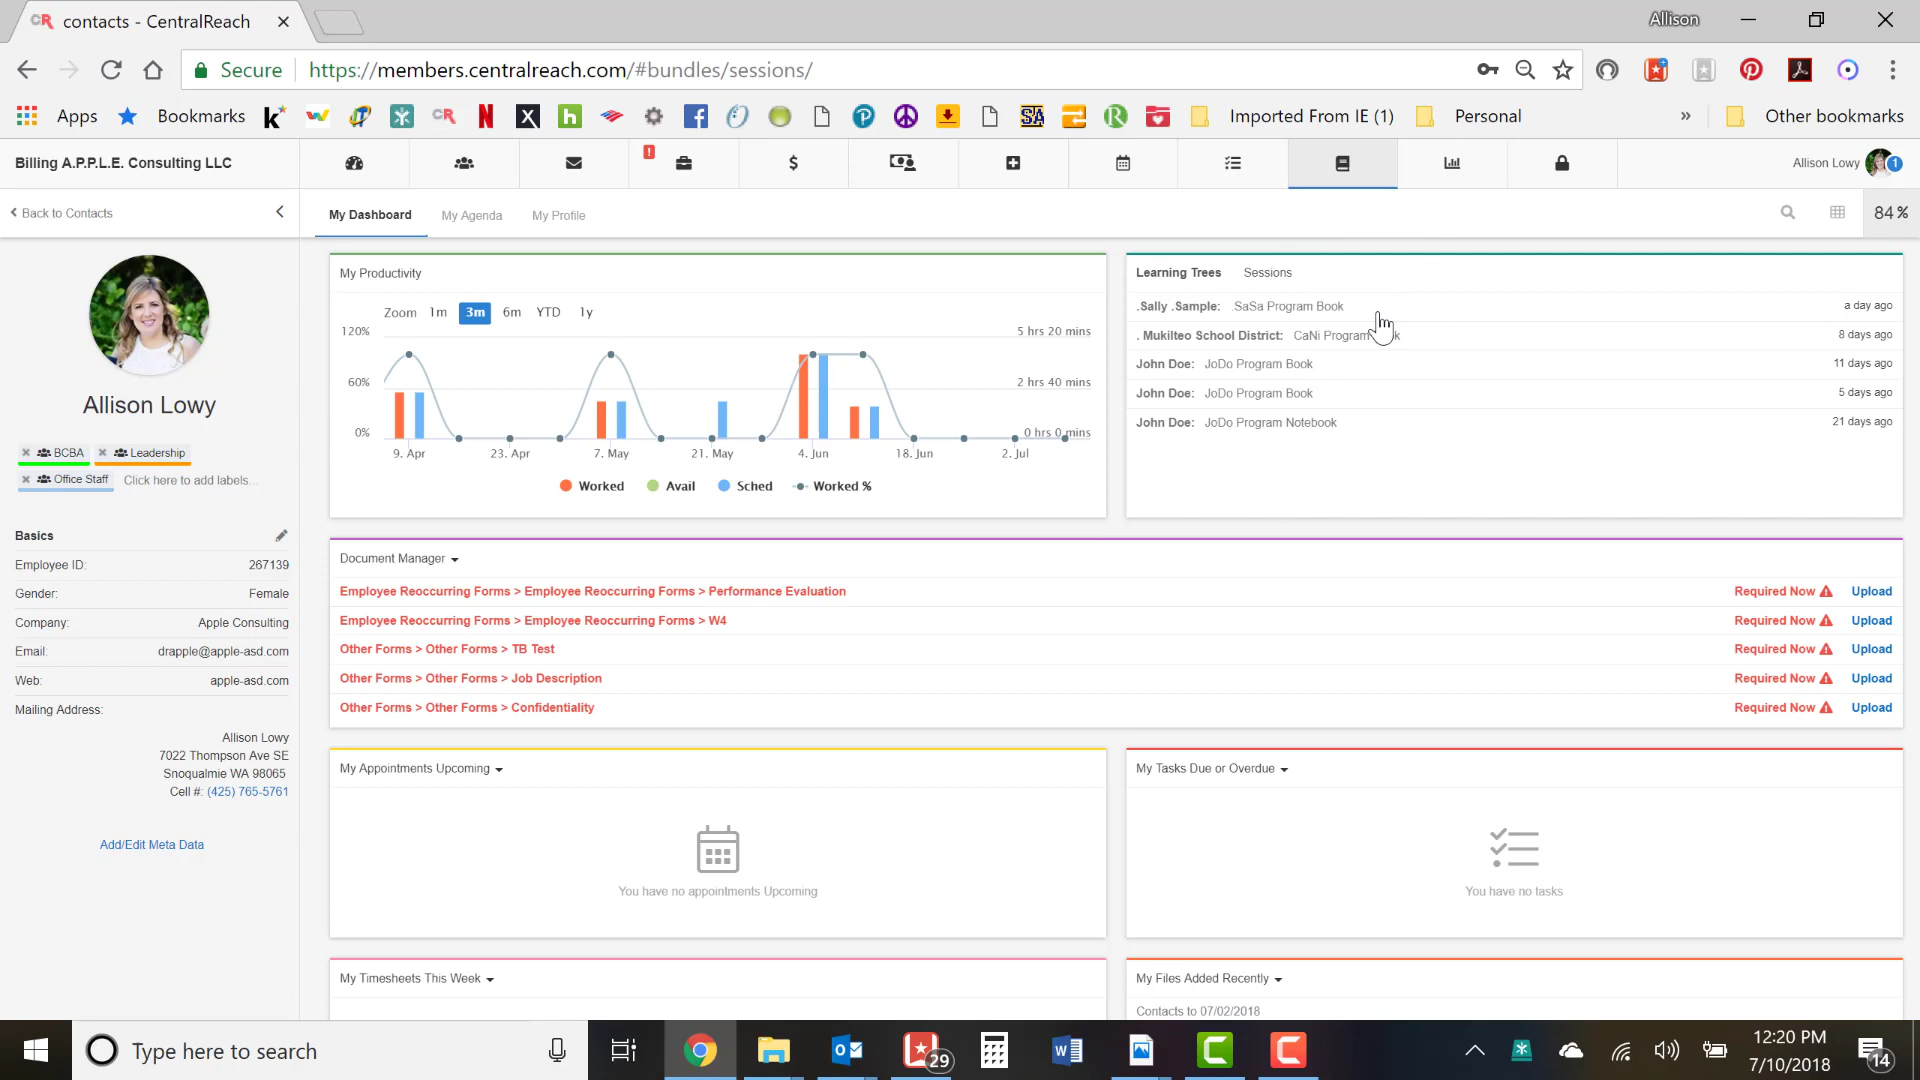 contacts - CentralReach
Allison
Secure
https://members.centralreach.com/#bundles/sessions/
Apps
Bookmarks
Imported From IE (1)
Personal
»
Other bookmarks
Billing A.P.P.L.E. Consulting LLC
Allison Lowy
1
Back to Contacts
My Dashboard
My Agenda
My Profile
84 %
Allison Lowy
BCBA
Leadership
Office Staff
Click here to add labels...
Basics
Employee ID: 267139
Gender: Female
Company: Apple Consulting
Email: drapple@apple-asd.com
Web: apple-asd.com
Mailing Address:
Allison Lowy
7022 Thompson Ave SE
Snoqualmie WA 98065
Cell #: (425) 765-5761
Add/Edit Meta Data
My Productivity
Zoom 1m 3m 6m YTD 1y
120%
5 hrs 20 mins
60%
2 hrs 40 mins
0%
0 hrs 0 mins
9. Apr 23. Apr 7. May 21. May 4. Jun 18. Jun 2. Jul
Worked Avail Sched Worked %
Learning Trees Sessions
.Sally .Sample: .SaSa Program Book a day ago
. Mukilteo School District: CaNi Program 8 days ago
John Doe: JoDo Program Book 11 days ago
John Doe: JoDo Program Book 5 days ago
John Doe: JoDo Program Notebook 21 days ago
Document Manager
Employee Reoccurring Forms > Employee Reoccurring Forms > Performance Evaluation Required Now Upload
Employee Reoccurring Forms > Employee Reoccurring Forms > W4 Required Now Upload
Other Forms > Other Forms > TB Test Required Now Upload
Other Forms > Other Forms > Job Description Required Now Upload
Other Forms > Other Forms > Confidentiality Required Now Upload
My Appointments Upcoming
You have no appointments Upcoming
My Tasks Due or Overdue
You have no tasks
My Timesheets This Week
My Files Added Recently
Contacts to 07/02/2018
Type here to search
29
12:20 PM
7/10/2018
14